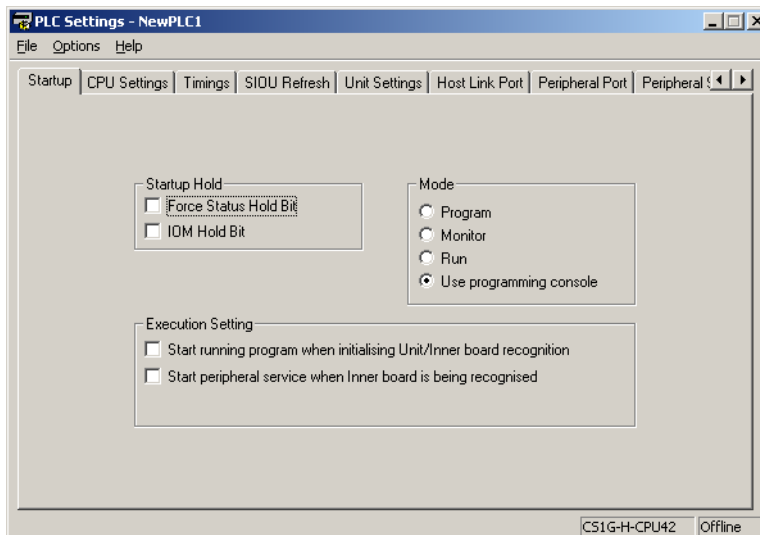 PLC Settings - NewPLC1
File Options Help
Startup CPU Settings Timings SIOU Refresh Unit Settings Host Link Port Peripheral Port Peripheral
Startup Hold
Force Status Hold Bit
IOM Hold Bit
Mode
Program
Monitor
Run
Use programming console
Execution Setting
Start running program when initialising Unit/Inner board recognition
Start peripheral service when Inner board is being recognised
CS1G-H-CPU42 Offline